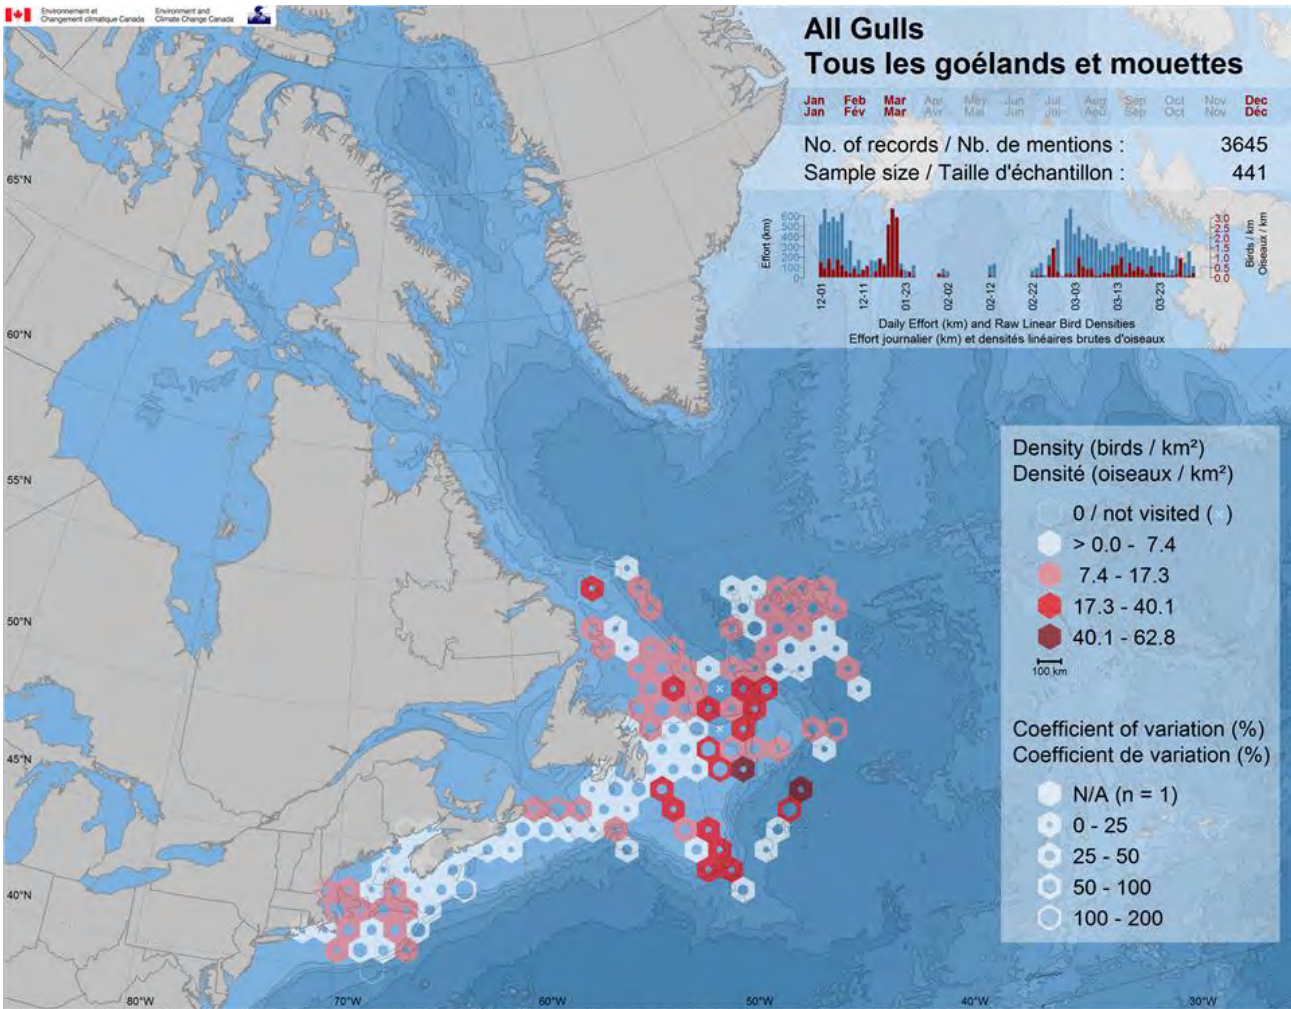 Environnement et
Changement climatique Canada
Environment and
Climate Change Canada
All Gulls
Tous les goélands et mouettes
Jan Feb Mar Apr May Jun Jul Aug Sep Oct Nov Dec
Jan Fév Mar Avr Mai Jun Jul Aoû Sep Oct Nov Déc
No. of records / Nb. de mentions : 3645
Sample size / Taille d'échantillon : 441
Effort (km)
600
500
400
300
200
100
0
3.0
2.5
2.0
1.5
1.0
0.5
0.0
Birds / km
Oiseaux / km
12-01 12-11 01-23 02-02 02-12 02-22 03-03 03-13 03-23
Daily Effort (km) and Raw Linear Bird Densities
Effort journalier (km) et densités linéaires brutes d'oiseaux
65°N
60°N
55°N
50°N
45°N
40°N
Density (birds / km²)
Densité (oiseaux / km²)
0 / not visited (×)
> 0.0 - 7.4
7.4 - 17.3
17.3 - 40.1
40.1 - 62.8
100 km
Coefficient of variation (%)
Coefficient de variation (%)
N/A (n = 1)
0 - 25
25 - 50
50 - 100
100 - 200
80°W 70°W 60°W 50°W 40°W 30°W